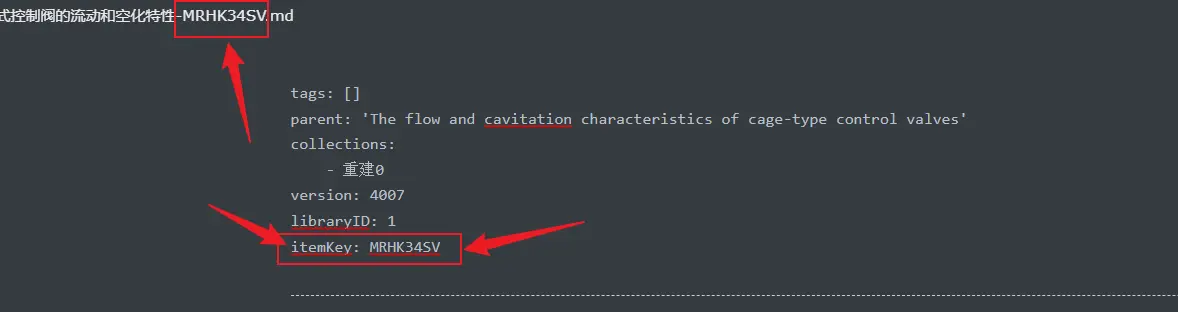 式控制阀的流动和空化特性-MRHK34SV.md
tags: []
parent: 'The flow and cavitation characteristics of cage-type control valves'
collections:
- 重建0
version: 4007
libraryID: 1
itemKey: MRHK34SV